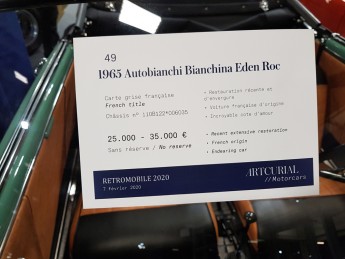 49
1965 Autobianchi Bianchina Eden Roc
Carte grise française
French title
Châssis n°
25.000 - 35.000 €
Sans réserve / No reserve
• Restauration récente et
d'envergure
• Voiture française d'origine
• Incroyable cote d'amour
• Recent extensive restoration
• French origin
• Endearing car
RETROMOBILE 2020
7 février 2020
ARTCURIAL
// Motorcars